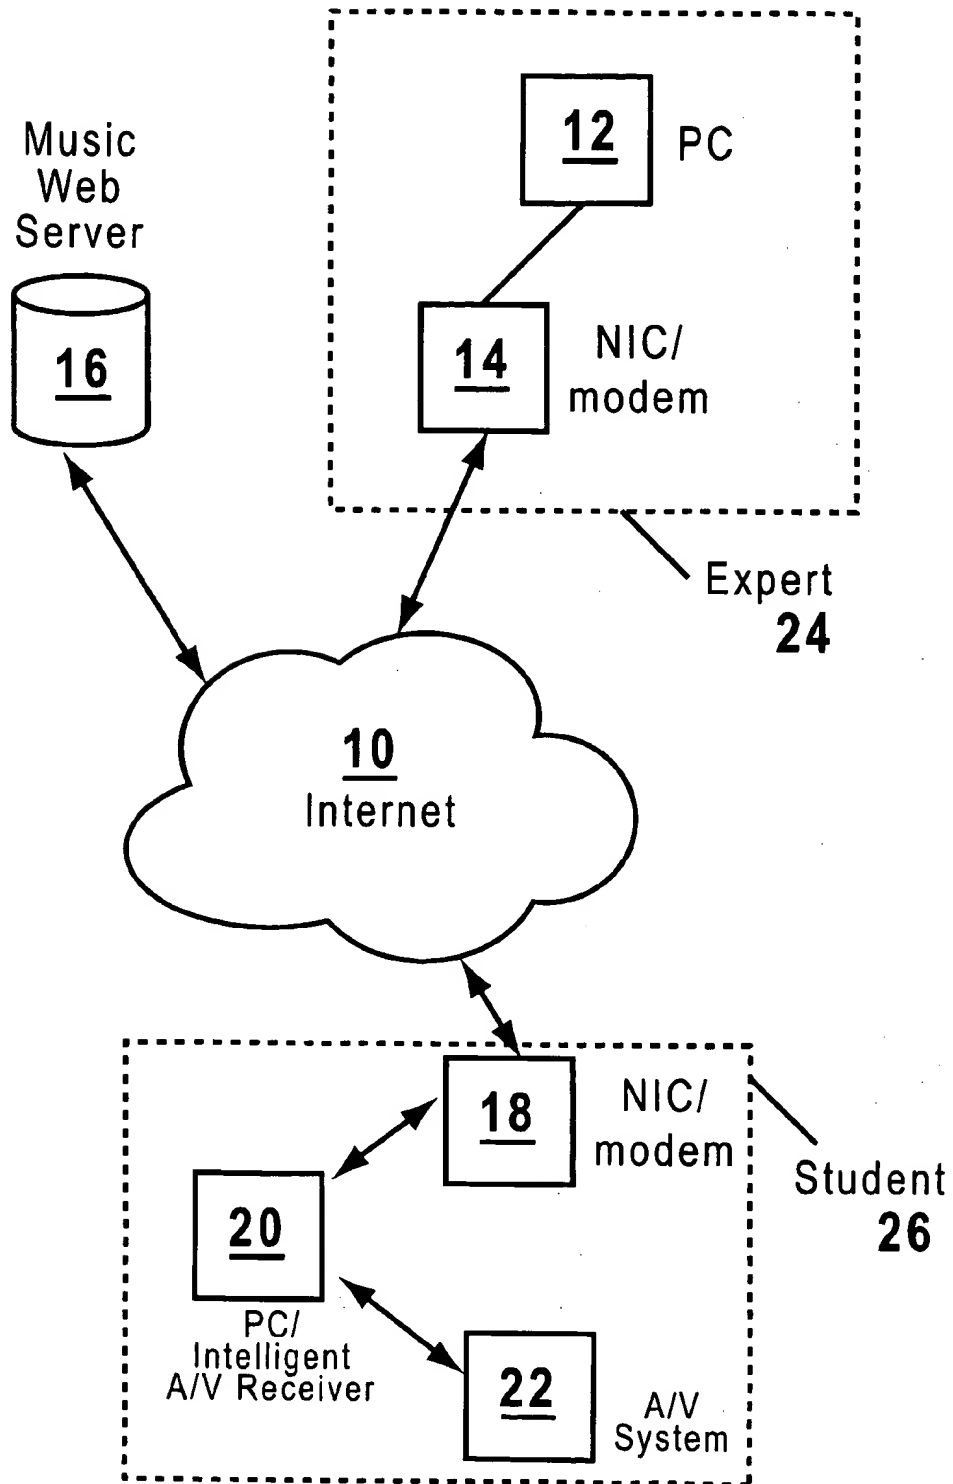 12
PC
Music
Web
Server
16
14
NIC/
modem
Expert
24
10
Internet
18
NIC/
modem
Student
26
20
PC/
Intelligent
A/V Receiver
22
A/V
System